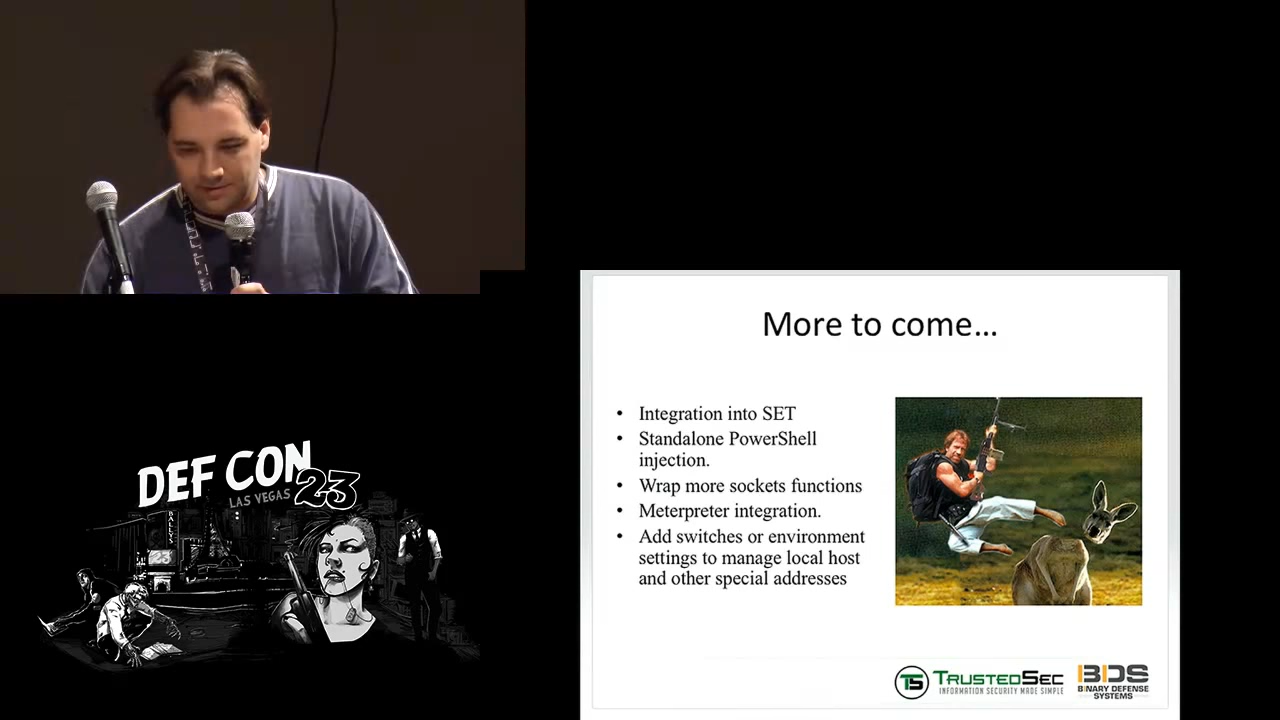 More to come...
• Integration into SET
• Standalone PowerShell
injection.
• Wrap more sockets functions
• Meterpreter integration.
• Add switches or environment
settings to manage local host
and other special addresses
TS TRUSTEDSEC
INFORMATION SECURITY MADE SIMPLE
BDS
BINARY DEFENSE
SYSTEMS
DEF CON
LAS VEGAS 23
BALLYS